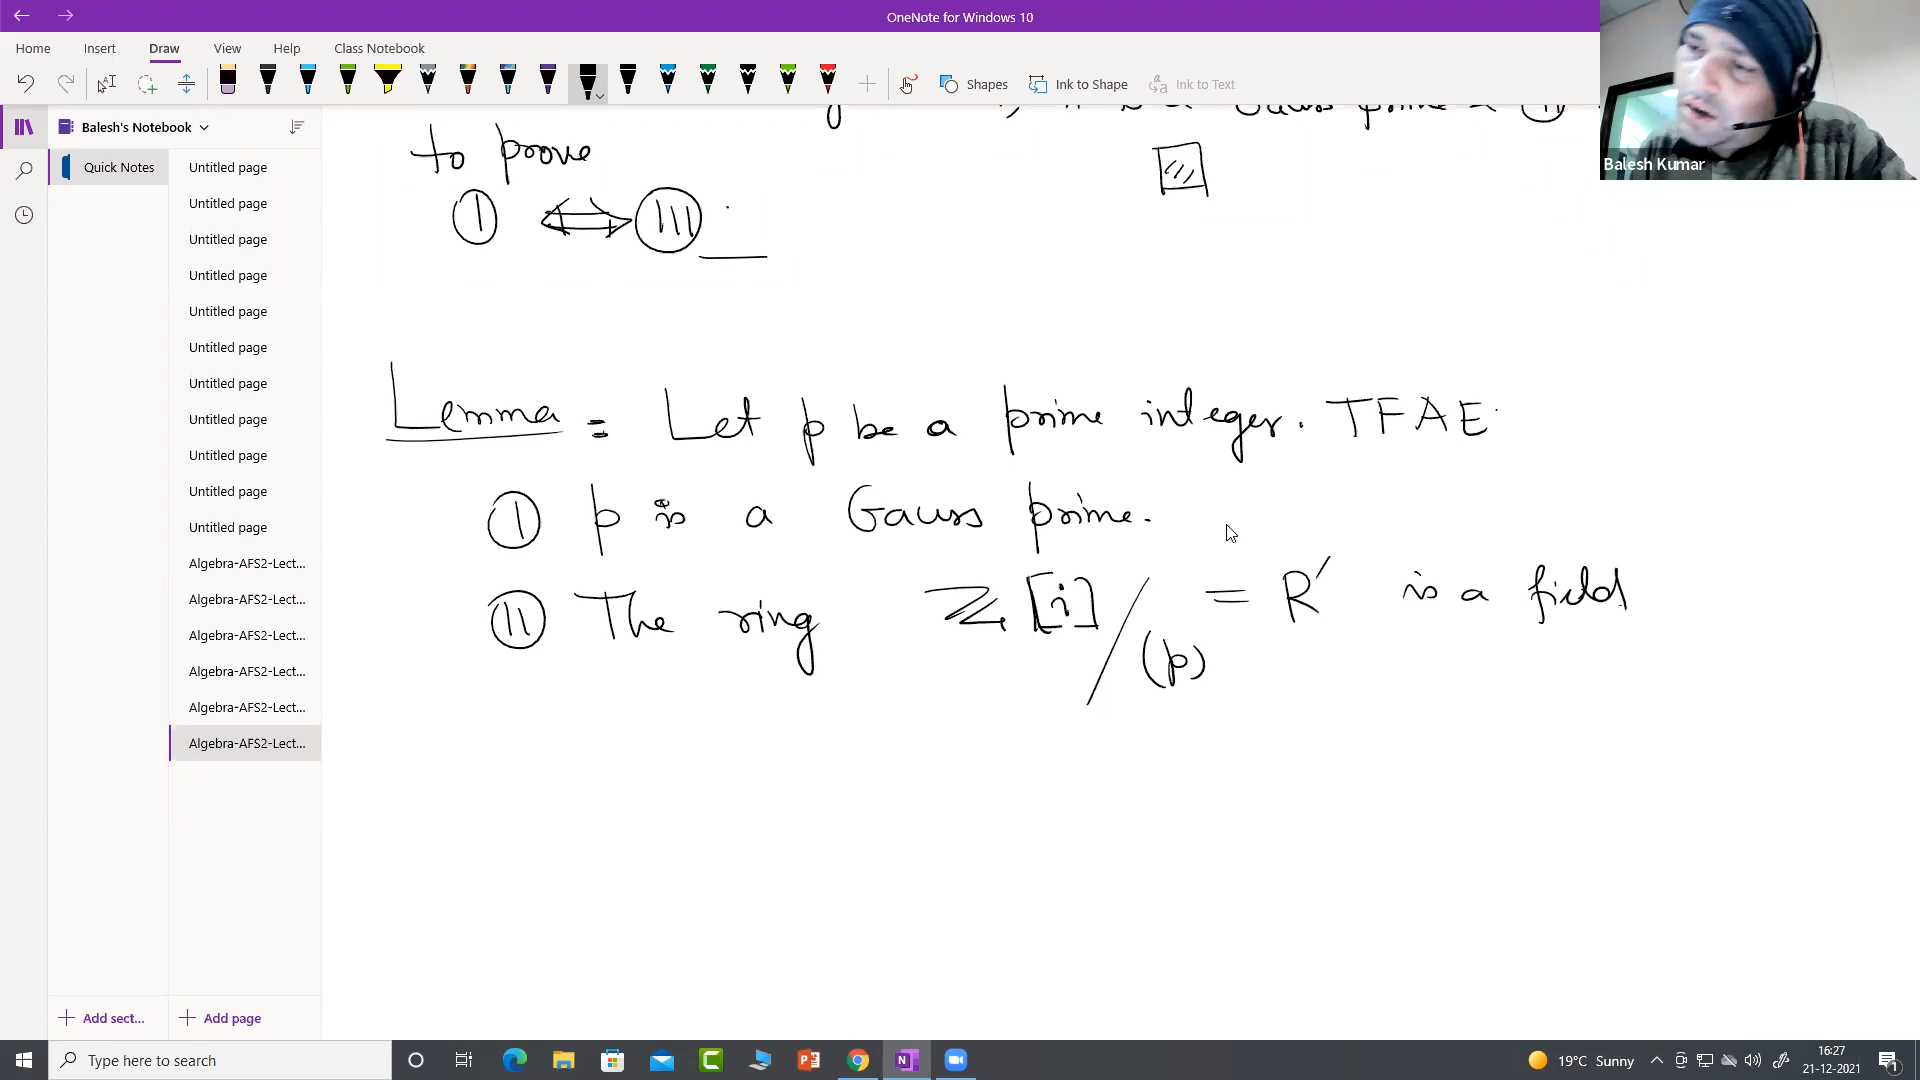 OneNote for Windows 10
Home Insert Draw View Help Class Notebook
Shapes Ink to Shape Ink to Text
Balesh's Notebook
Quick Notes
Untitled page
Untitled page
Untitled page
Untitled page
Untitled page
Untitled page
Untitled page
Untitled page
Untitled page
Untitled page
Untitled page
Algebra-AFS2-Lect...
Algebra-AFS2-Lect...
Algebra-AFS2-Lect...
Algebra-AFS2-Lect...
Algebra-AFS2-Lect...
Algebra-AFS2-Lect...
Add sect...
Add page
Balesh Kumar
Gauss prime
to prove
I ⟺ III
Lemma : Let p be a prime integer. TFAE.
I p is a Gauss prime.
II The ring ℤ[i]/(p) = R′ is a field.
Type here to search
19°C Sunny
16:27
21-12-2021